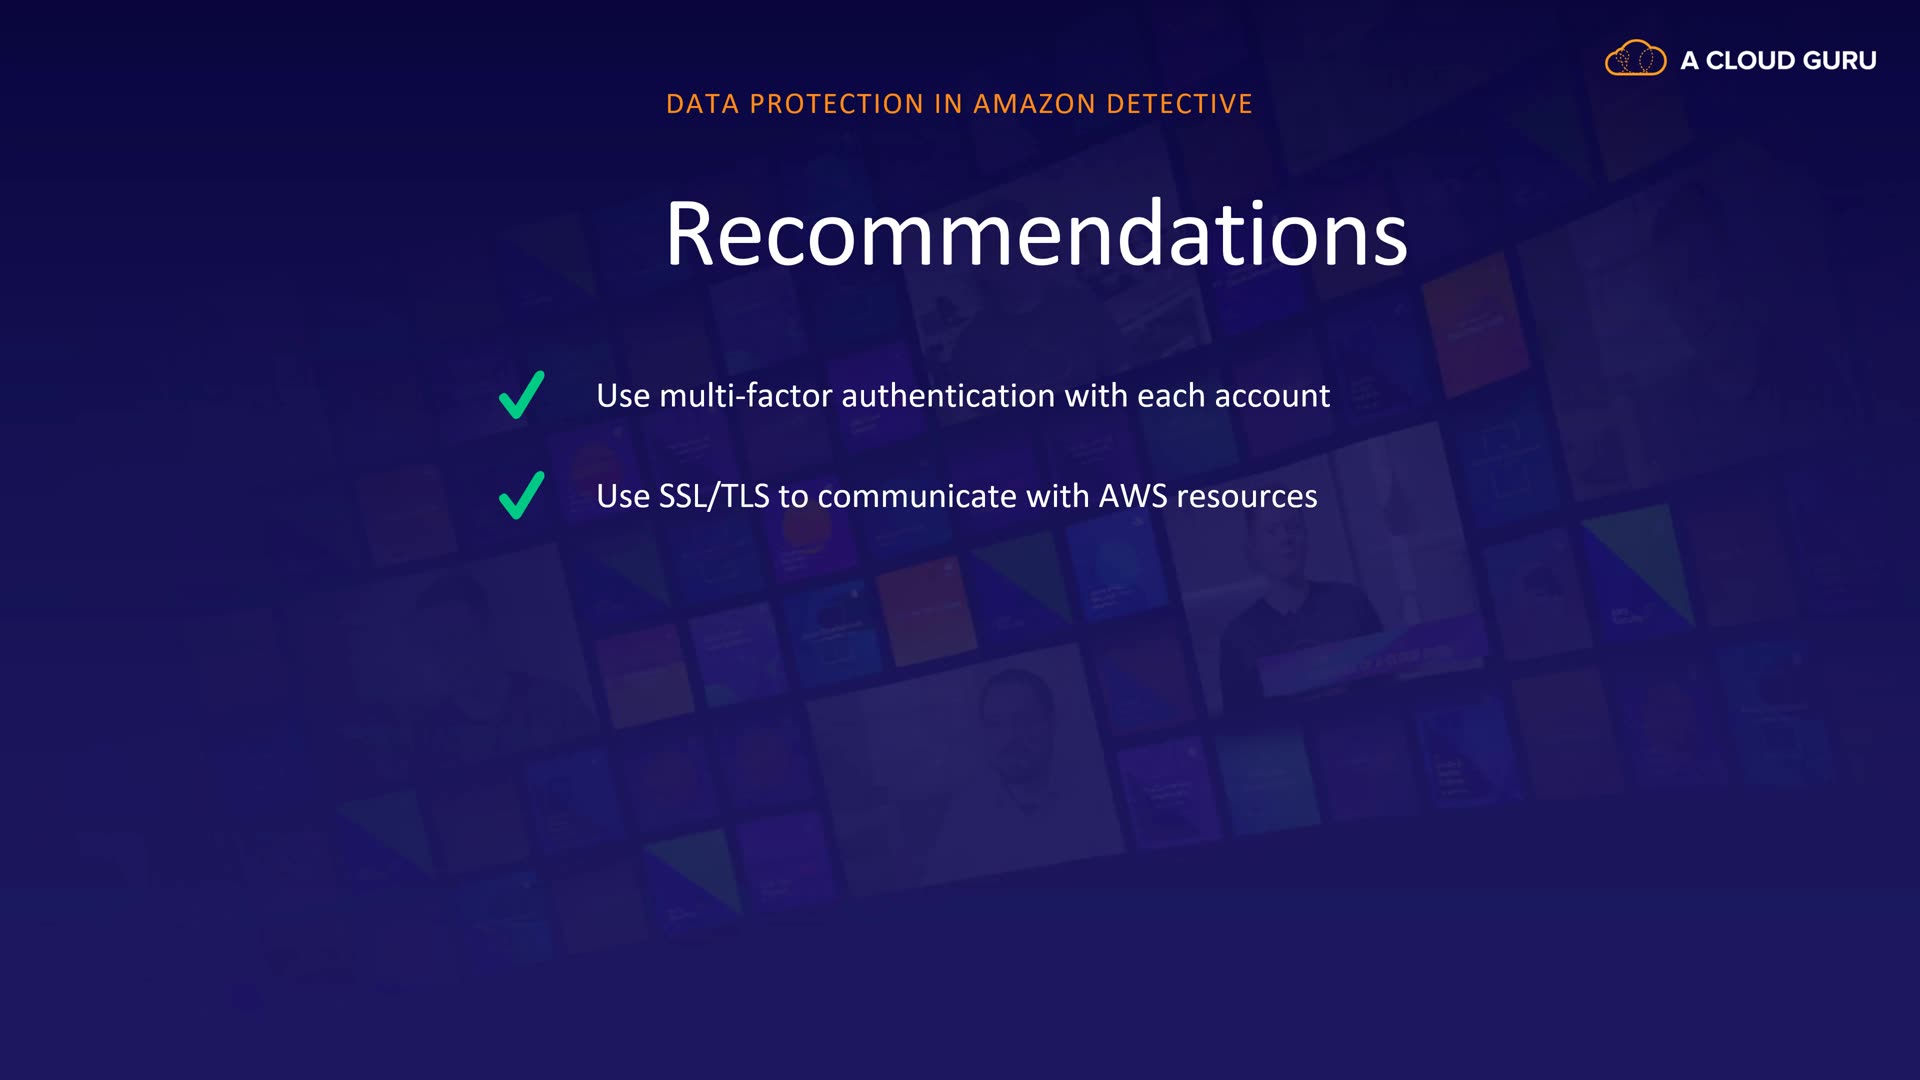 A CLOUD GURU
DATA PROTECTION IN AMAZON DETECTIVE
Recommendations
Use multi-factor authentication with each account
Use SSL/TLS to communicate with AWS resources